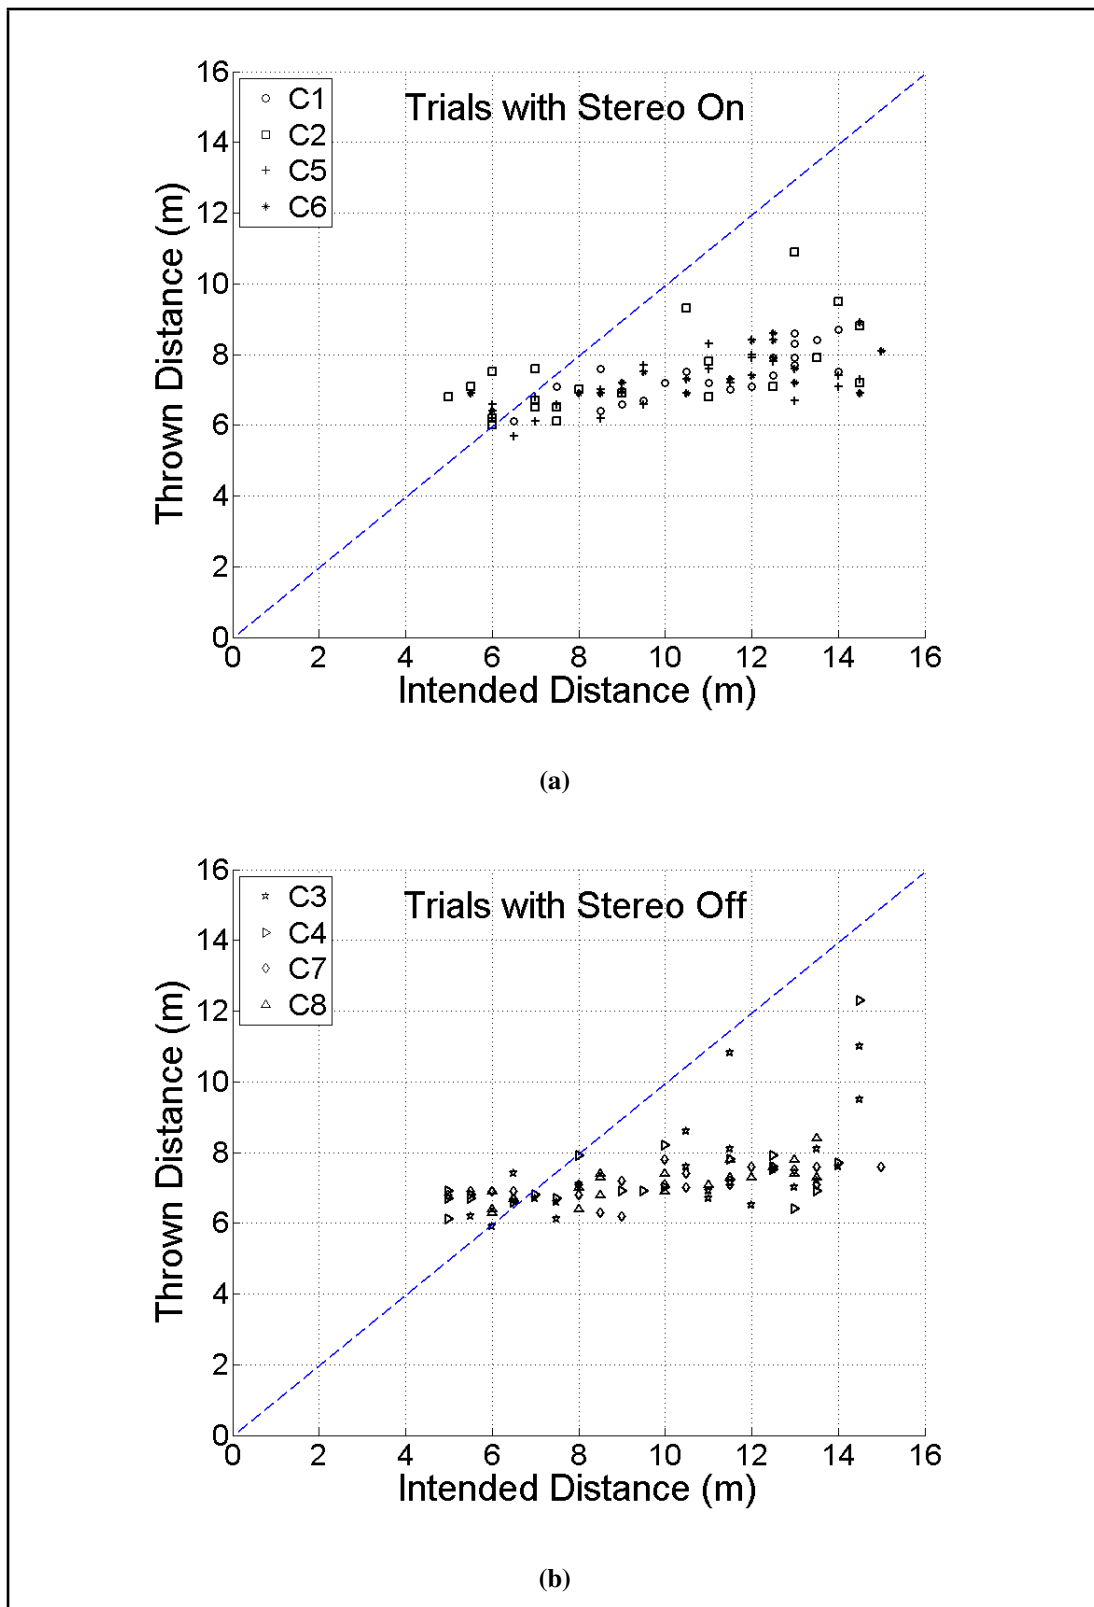 16
14
12
10
8
6
4
2
0
Thrown Distance (m)
C1
C2
C5
C6
Trials with Stereo On
0 2 4 6 8 10 12 14 16
Intended Distance (m)
(a)
16
14
12
10
8
6
4
2
0
Thrown Distance (m)
C3
C4
C7
C8
Trials with Stereo Off
0 2 4 6 8 10 12 14 16
Intended Distance (m)
(b)